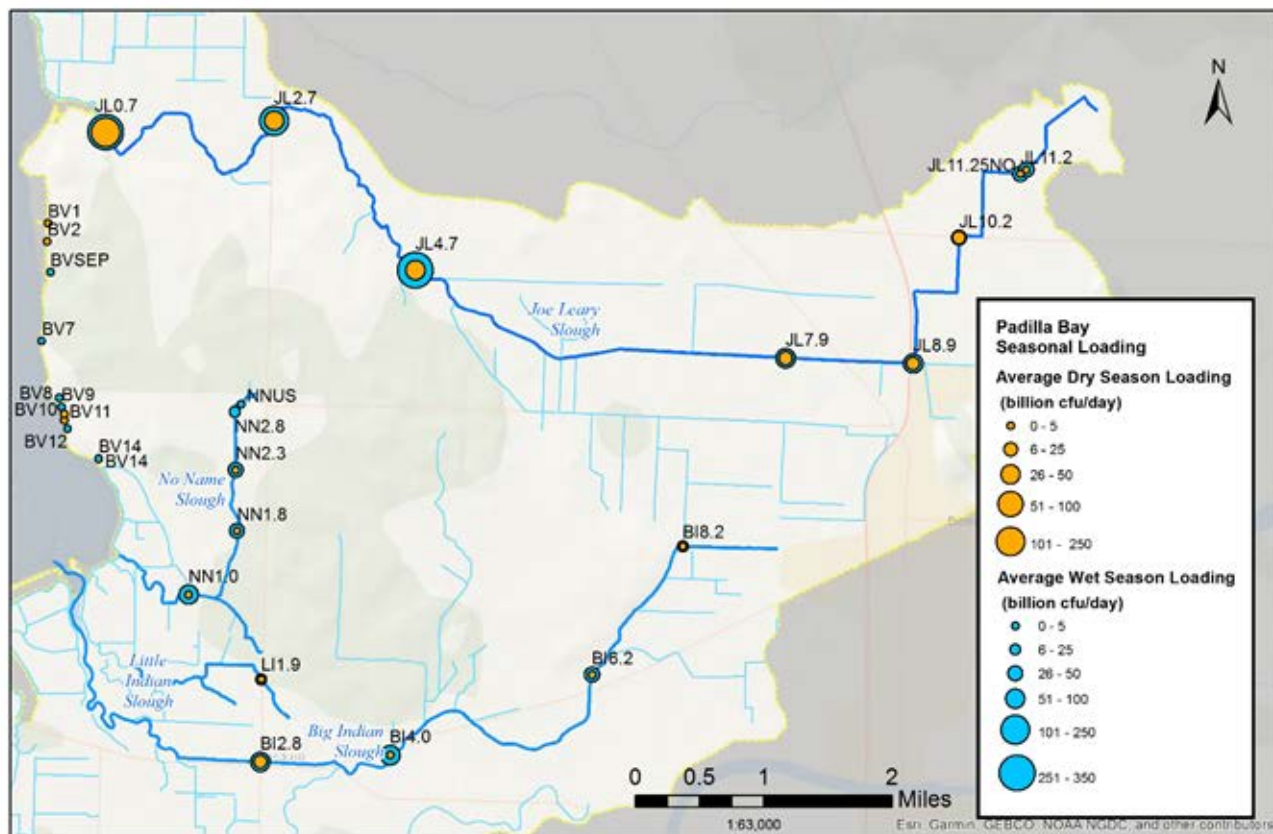 N
JL0.7
JL2.7
JL11.25NO
JL11.2
BV1
BV2
BVSEP
JL10.2
JL4.7
Joe Leary
Slough
BV7
JL7.9
JL8.9
BV8
BV9
BV10
BV11
BV12
BV14
BV14
NNUS
NN2.8
NN2.3
No Name
Slough
NN1.8
BI8.2
NN1.0
Little
Indian
Slough
LI1.9
BI6.2
BI2.8
Big Indian
Slough
BI4.0
Padilla Bay
Seasonal Loading
Average Dry Season Loading
(billion cfu/day)
0 - 5
6 - 25
26 - 50
51 - 100
101 - 250
Average Wet Season Loading
(billion cfu/day)
0 - 5
6 - 25
26 - 50
51 - 100
101 - 250
251 - 350
0 0.5 1 2
Miles
1:63,000
Esri, Garmin, GEBCO, NOAA NGDC, and other contributors